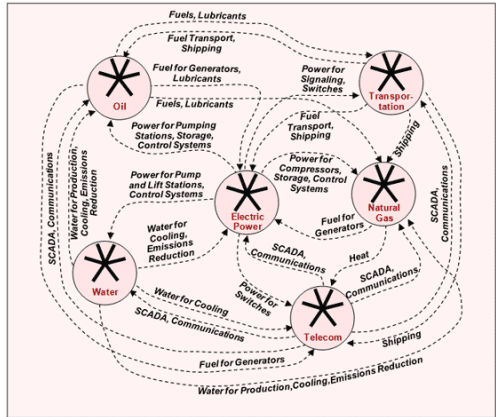 Fuels, Lubricants
Fuel Transport,
Shipping
Fuel for Generators,
Lubricants
Power for
Signaling,
Switches
Oil
Transpor-
tation
Fuels, Lubricants
Fuel
Transport,
Shipping
Shipping
Power for Pumping
Stations, Storage,
Control Systems
Power for
Compressors,
Storage, Control
Systems
SCADA, Communications
Water for Production,
Cooling, Emissions
Reduction
Power for Pump
and Lift Stations,
Control Systems
Electric
Power
Natural
Gas
SCADA,
Communications
Water for
Cooling,
Emissions
Reduction
Fuel for
Generators
SCADA,
Communications
Heat
SCADA,
Communications
Water
Water for Cooling
Power for
Switches
SCADA, Communications
Telecom
Shipping
Fuel for Generators
Water for Production,Cooling,Emissions Reduction